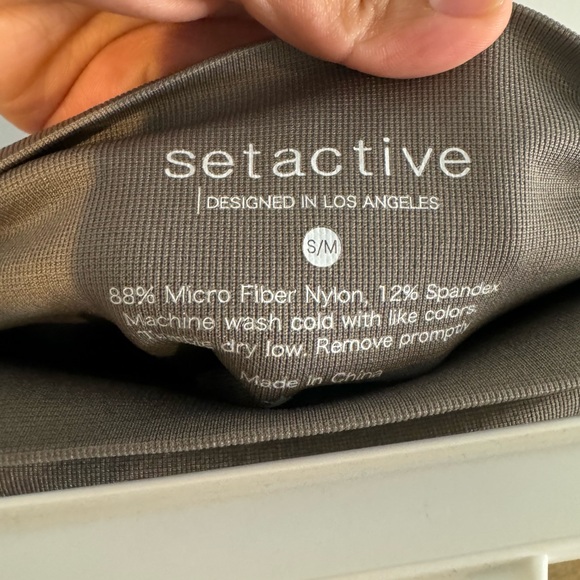 setactive
DESIGNED IN LOS ANGELES
S/M
88% Micro Fiber Nylon, 12% Spandex
Machine wash cold with like colors.
dry low. Remove promptly
Made in China